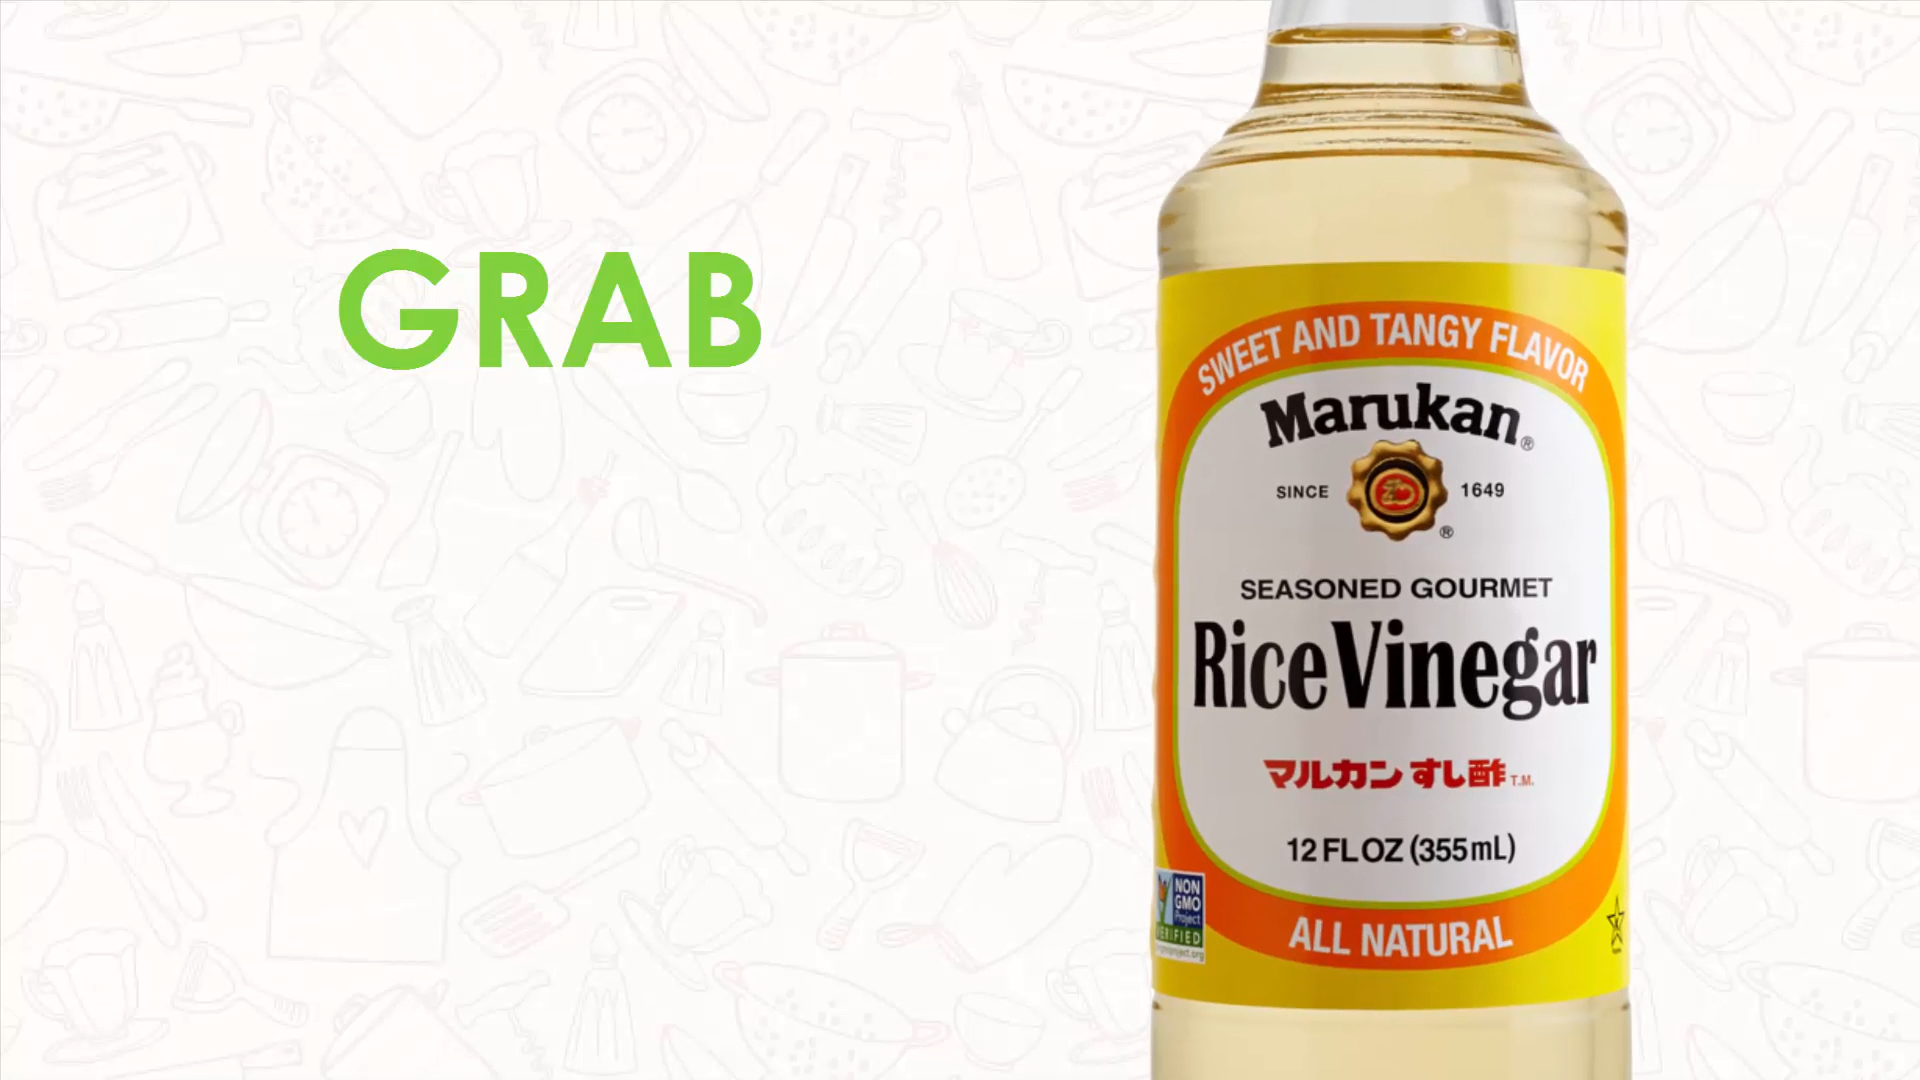 GRAB
SWEET AND TANGY FLAVOR
Marukan®
SINCE 1649
®
SEASONED GOURMET
Rice Vinegar
マルカン すし酢 T.M.
12 FL OZ (355mL)
NON
GMO
Project
VERIFIED
ALL NATURAL